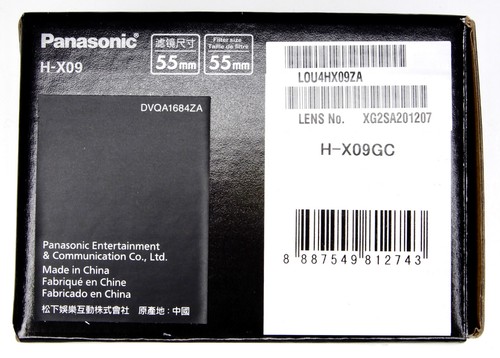 Panasonic
H-X09
滤镜尺寸
55mm
Filter size
Taille de filtre
55mm
DVQA1684ZA
Panasonic Entertainment
& Communication Co., Ltd.
Made in China
Fabriqué en Chine
Fabricado en China
松下娛樂互動株式會社 原產地：中國
L0U4HX09ZA
LENS No. XG2SA201207
H-X09GC
8 887549 812743